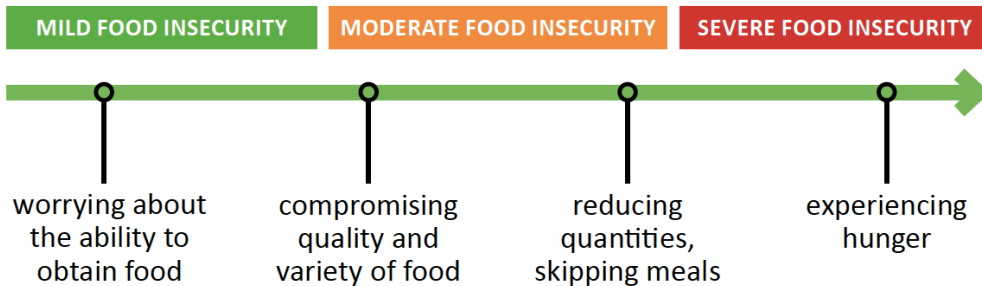 MILD FOOD INSECURITY
MODERATE FOOD INSECURITY
SEVERE FOOD INSECURITY
worrying about
the ability to
obtain food
compromising
quality and
variety of food
reducing
quantities,
skipping meals
experiencing
hunger